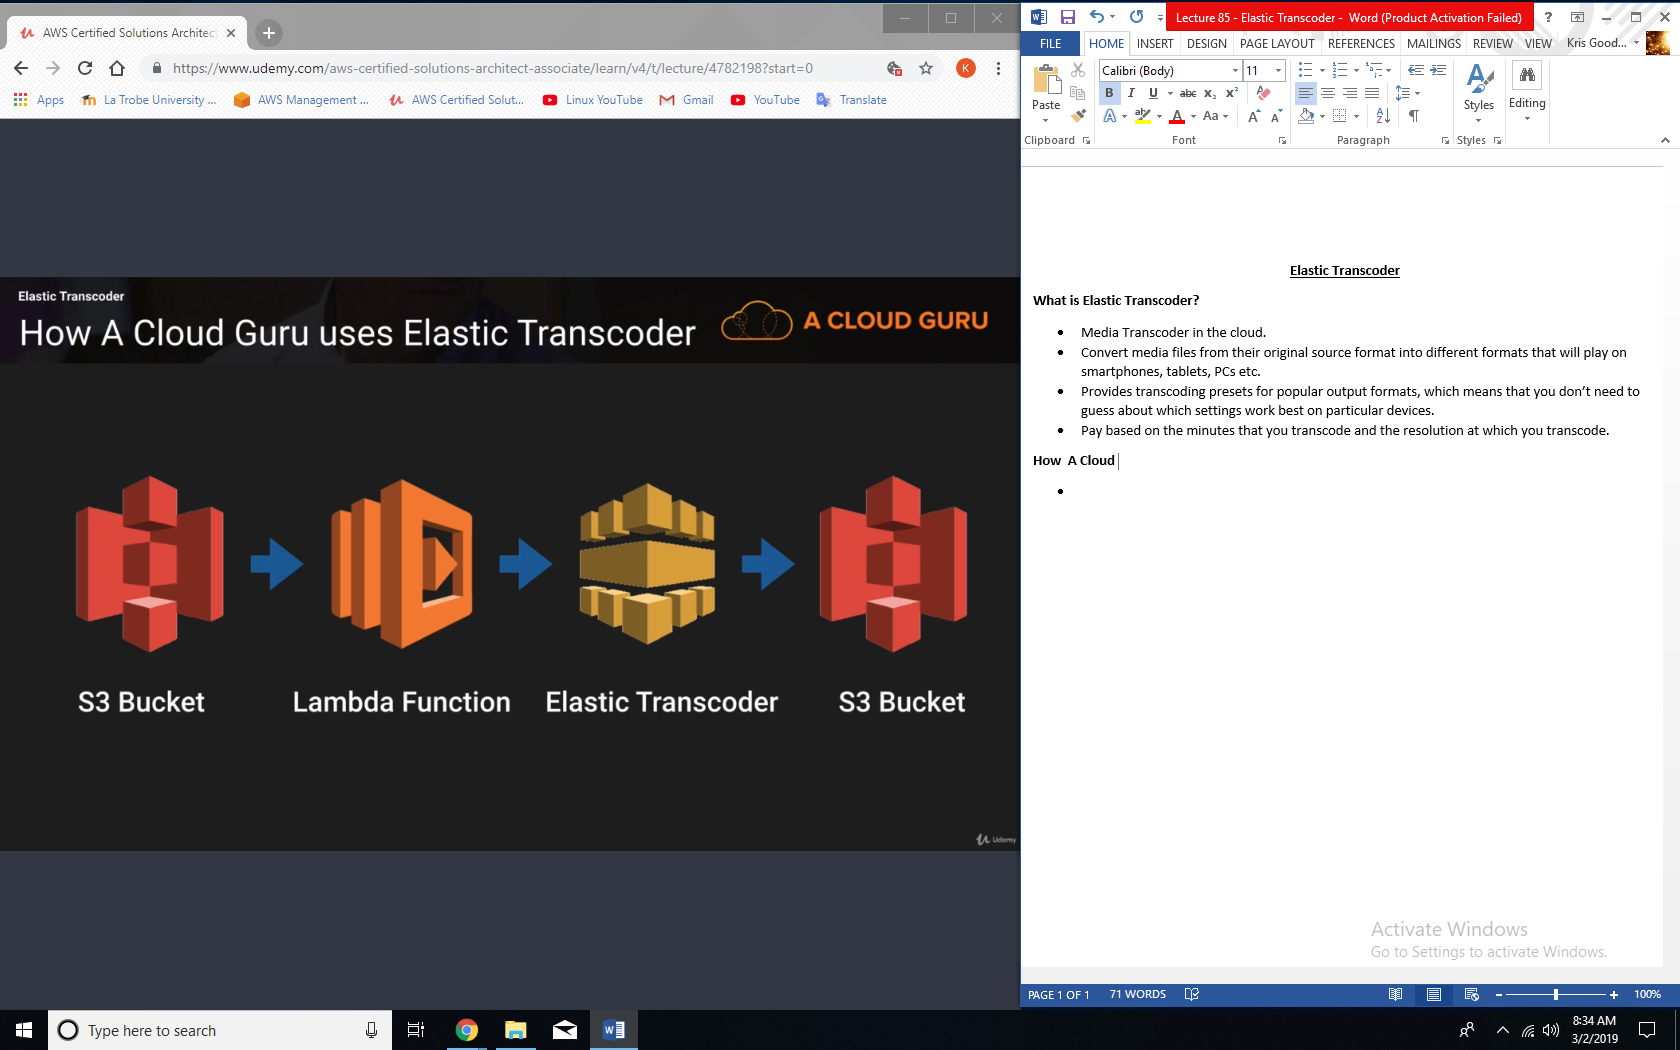 AWS Certified Solutions Architect
https://www.udemy.com/aws-certified-solutions-architect-associate/learn/v4/t/lecture/4782198?start=0
K
Apps La Trobe University ... AWS Management ... AWS Certified Solut... Linux YouTube Gmail YouTube Translate
Elastic Transcoder
How A Cloud Guru uses Elastic Transcoder
A CLOUD GURU
S3 Bucket Lambda Function Elastic Transcoder S3 Bucket
Udemy
Lecture 85 - Elastic Transcoder - Word (Product Activation Failed)
FILE HOME INSERT DESIGN PAGE LAYOUT REFERENCES MAILINGS REVIEW VIEW Kris Good...
Calibri (Body) 11
Paste
Styles
Editing
Clipboard Font Paragraph Styles
Elastic Transcoder
What is Elastic Transcoder?
• Media Transcoder in the cloud.
• Convert media files from their original source format into different formats that will play on
smartphones, tablets, PCs etc.
• Provides transcoding presets for popular output formats, which means that you don’t need to
guess about which settings work best on particular devices.
• Pay based on the minutes that you transcode and the resolution at which you transcode.
How  A Cloud
•
Activate Windows
Go to Settings to activate Windows.
PAGE 1 OF 1 71 WORDS 100%
Type here to search
8:34 AM
3/2/2019